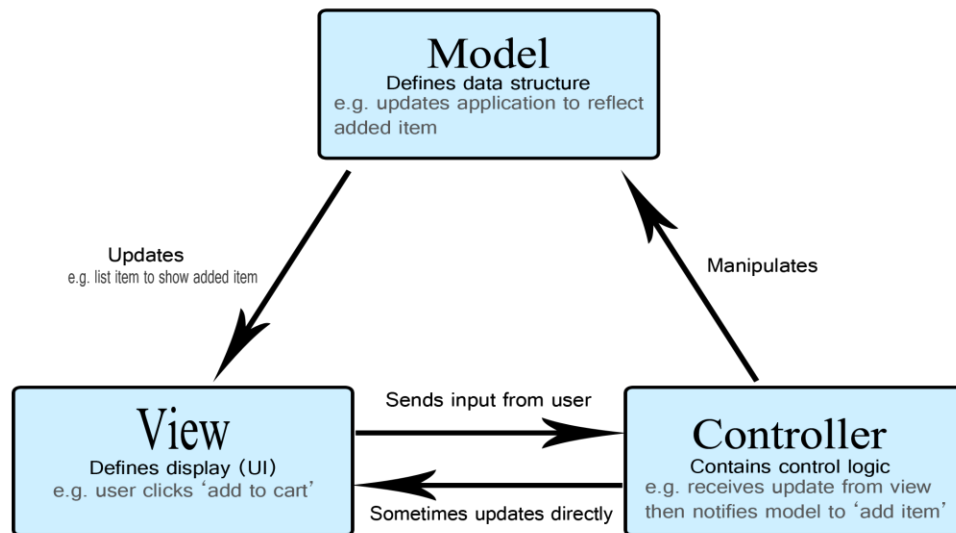 Model
Defines data structure
e.g. updates application to reflect
added item
Updates
e.g. list item to show added item
Manipulates
View
Defines display (UI)
e.g. user clicks ‘add to cart’
Sends input from user
Sometimes updates directly
Controller
Contains control logic
e.g. receives update from view
then notifies model to ‘add item’